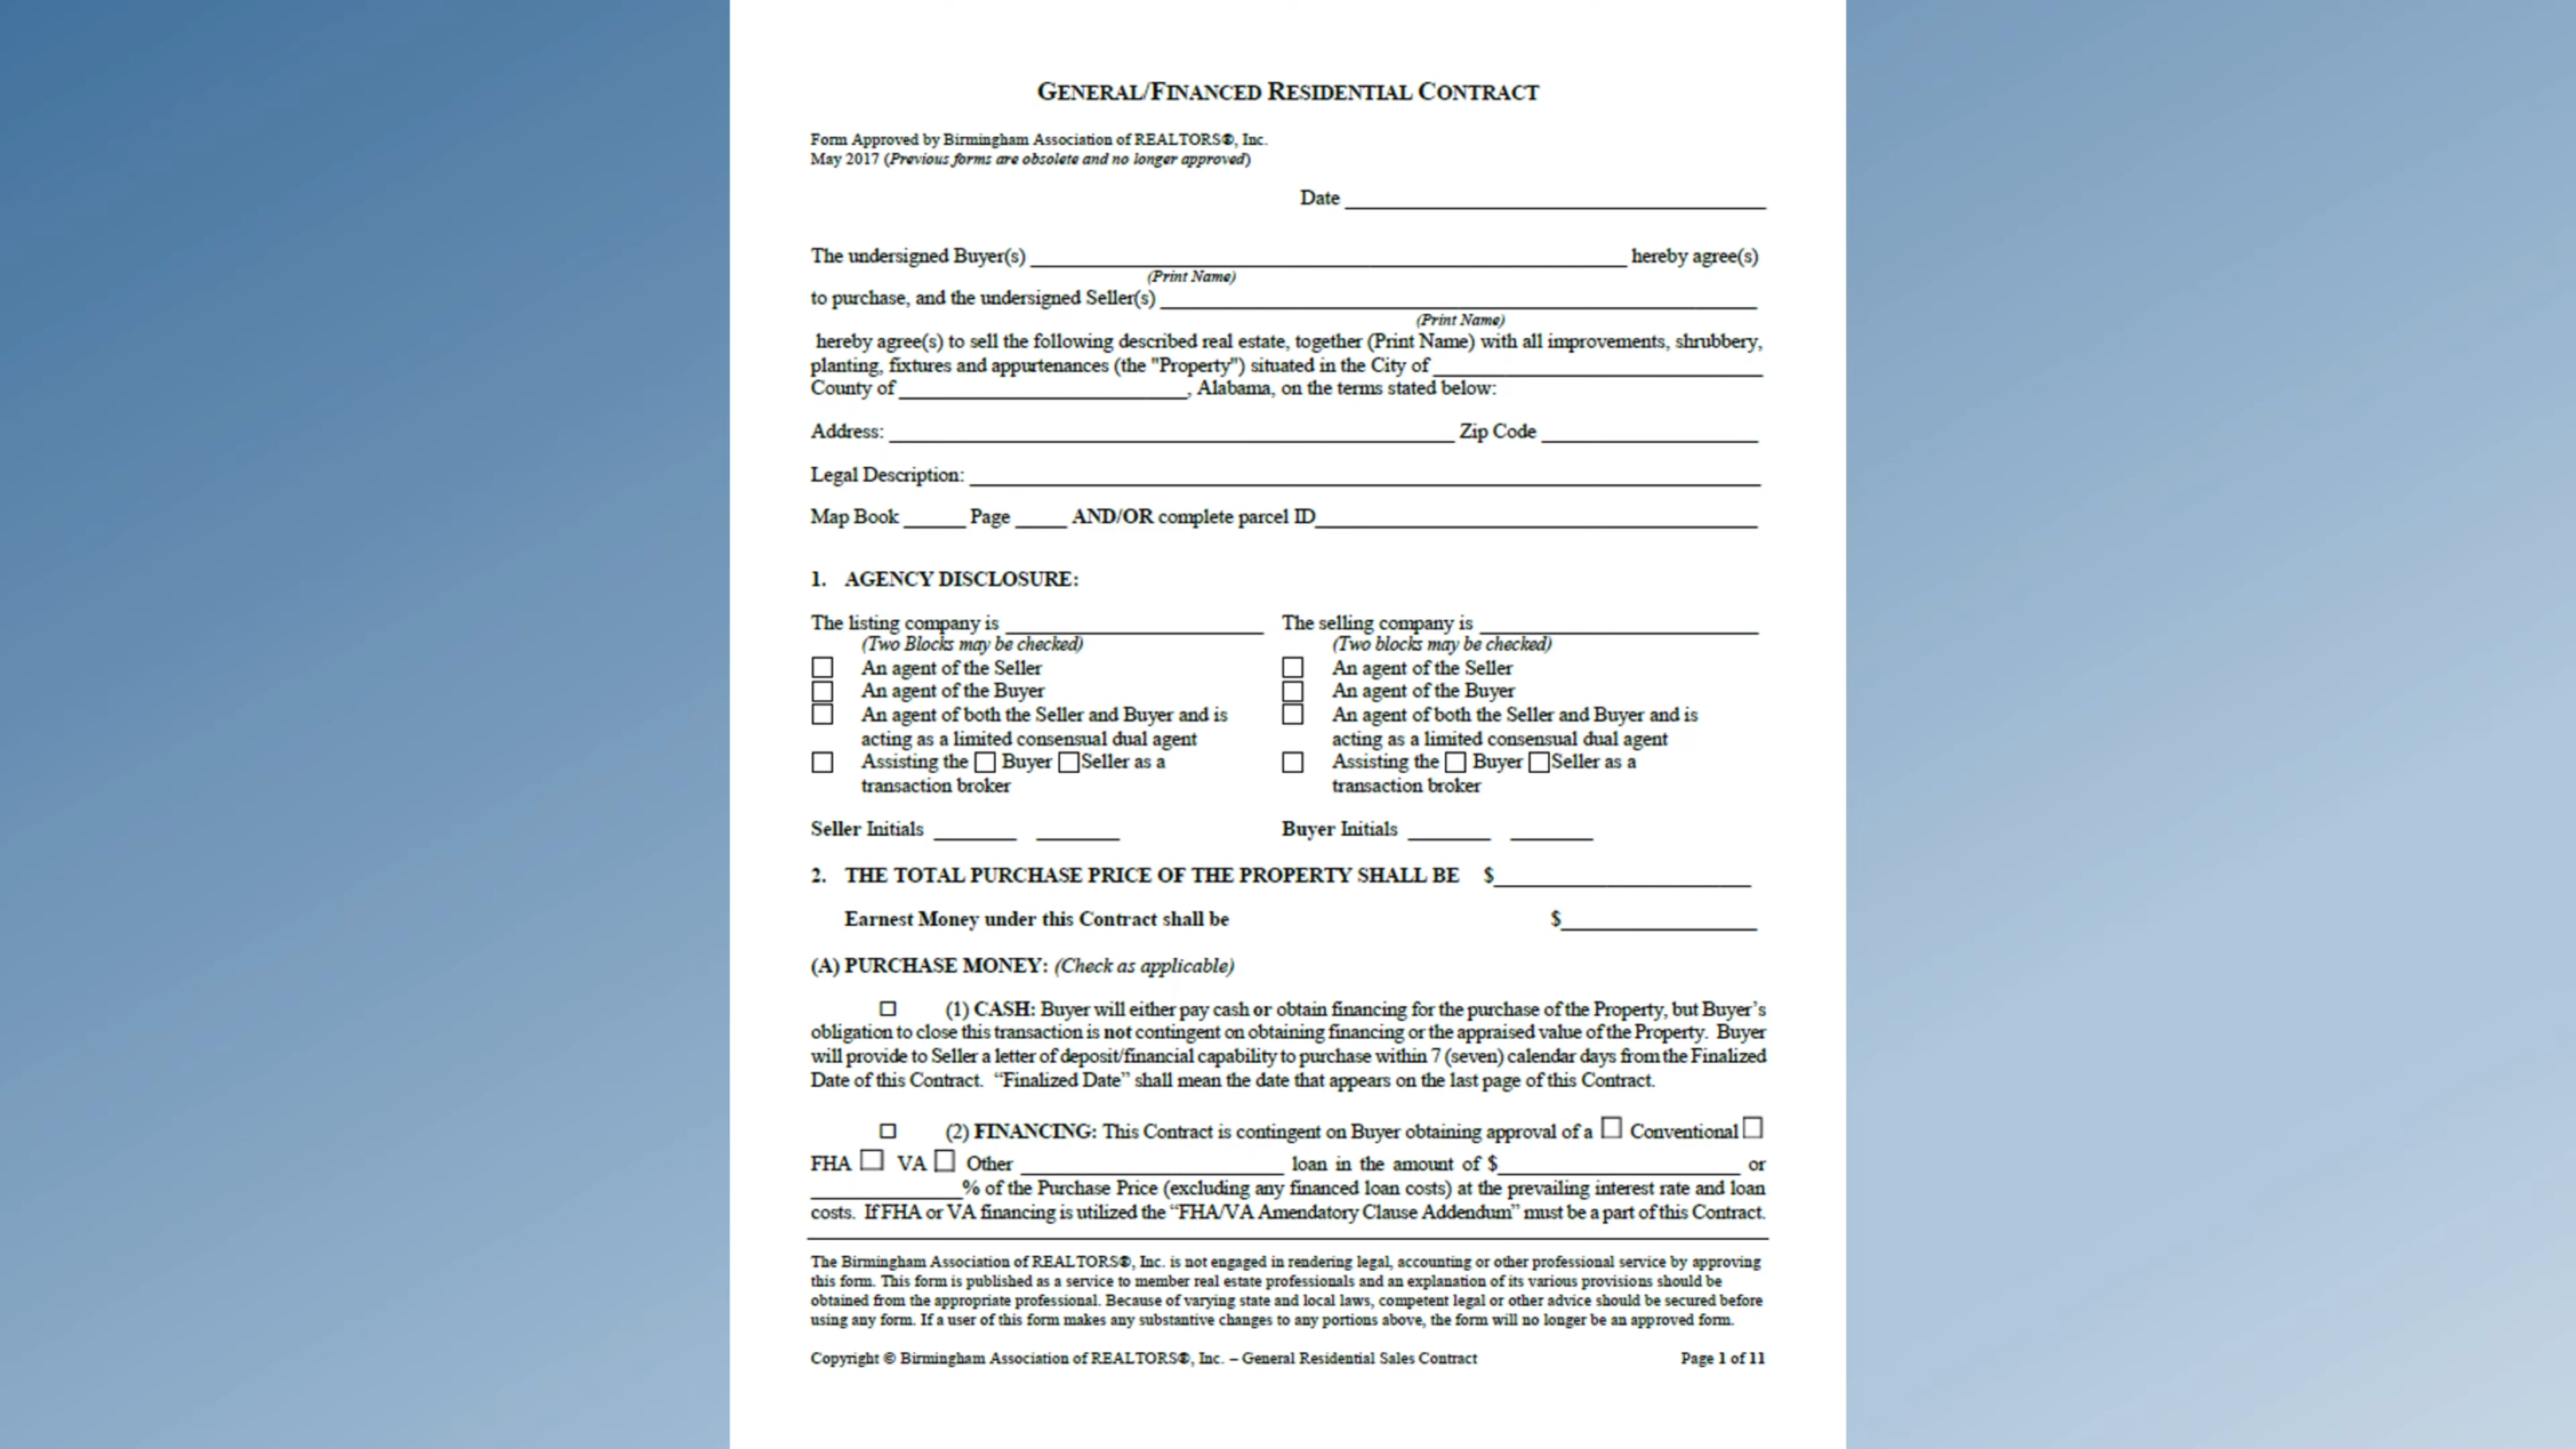 GENERAL/FINANCED RESIDENTIAL CONTRACT
Form Approved by Birmingham Association of REALTORS®, Inc.
May 2017 (Previous forms are obsolete and no longer approved)
Date
The undersigned Buyer(s) hereby agree(s)
(Print Name)
to purchase, and the undersigned Seller(s)
(Print Name)
hereby agree(s) to sell the following described real estate, together (Print Name) with all improvements, shrubbery,
planting, fixtures and appurtenances (the "Property") situated in the City of
County of , Alabama, on the terms stated below:
Address: Zip Code
Legal Description:
Map Book Page AND/OR complete parcel ID
1. AGENCY DISCLOSURE:
The listing company is
(Two Blocks may be checked)
An agent of the Seller
An agent of the Buyer
An agent of both the Seller and Buyer and is
acting as a limited consensual dual agent
Assisting the Buyer Seller as a
transaction broker
The selling company is
(Two blocks may be checked)
An agent of the Seller
An agent of the Buyer
An agent of both the Seller and Buyer and is
acting as a limited consensual dual agent
Assisting the Buyer Seller as a
transaction broker
Seller Initials
Buyer Initials
2. THE TOTAL PURCHASE PRICE OF THE PROPERTY SHALL BE $
Earnest Money under this Contract shall be $
(A) PURCHASE MONEY: (Check as applicable)
(1) CASH: Buyer will either pay cash or obtain financing for the purchase of the Property, but Buyer’s
obligation to close this transaction is not contingent on obtaining financing or the appraised value of the Property. Buyer
will provide to Seller a letter of deposit/financial capability to purchase within 7 (seven) calendar days from the Finalized
Date of this Contract. “Finalized Date” shall mean the date that appears on the last page of this Contract.
(2) FINANCING: This Contract is contingent on Buyer obtaining approval of a Conventional
FHA VA Other loan in the amount of $ or
% of the Purchase Price (excluding any financed loan costs) at the prevailing interest rate and loan
costs. If FHA or VA financing is utilized the “FHA/VA Amendatory Clause Addendum” must be a part of this Contract.
The Birmingham Association of REALTORS®, Inc. is not engaged in rendering legal, accounting or other professional service by approving
this form. This form is published as a service to member real estate professionals and an explanation of its various provisions should be
obtained from the appropriate professional. Because of varying state and local laws, competent legal or other advice should be secured before
using any form. If a user of this form makes any substantive changes to any portions above, the form will no longer be an approved form.
Copyright © Birmingham Association of REALTORS®, Inc. – General Residential Sales Contract Page 1 of 11